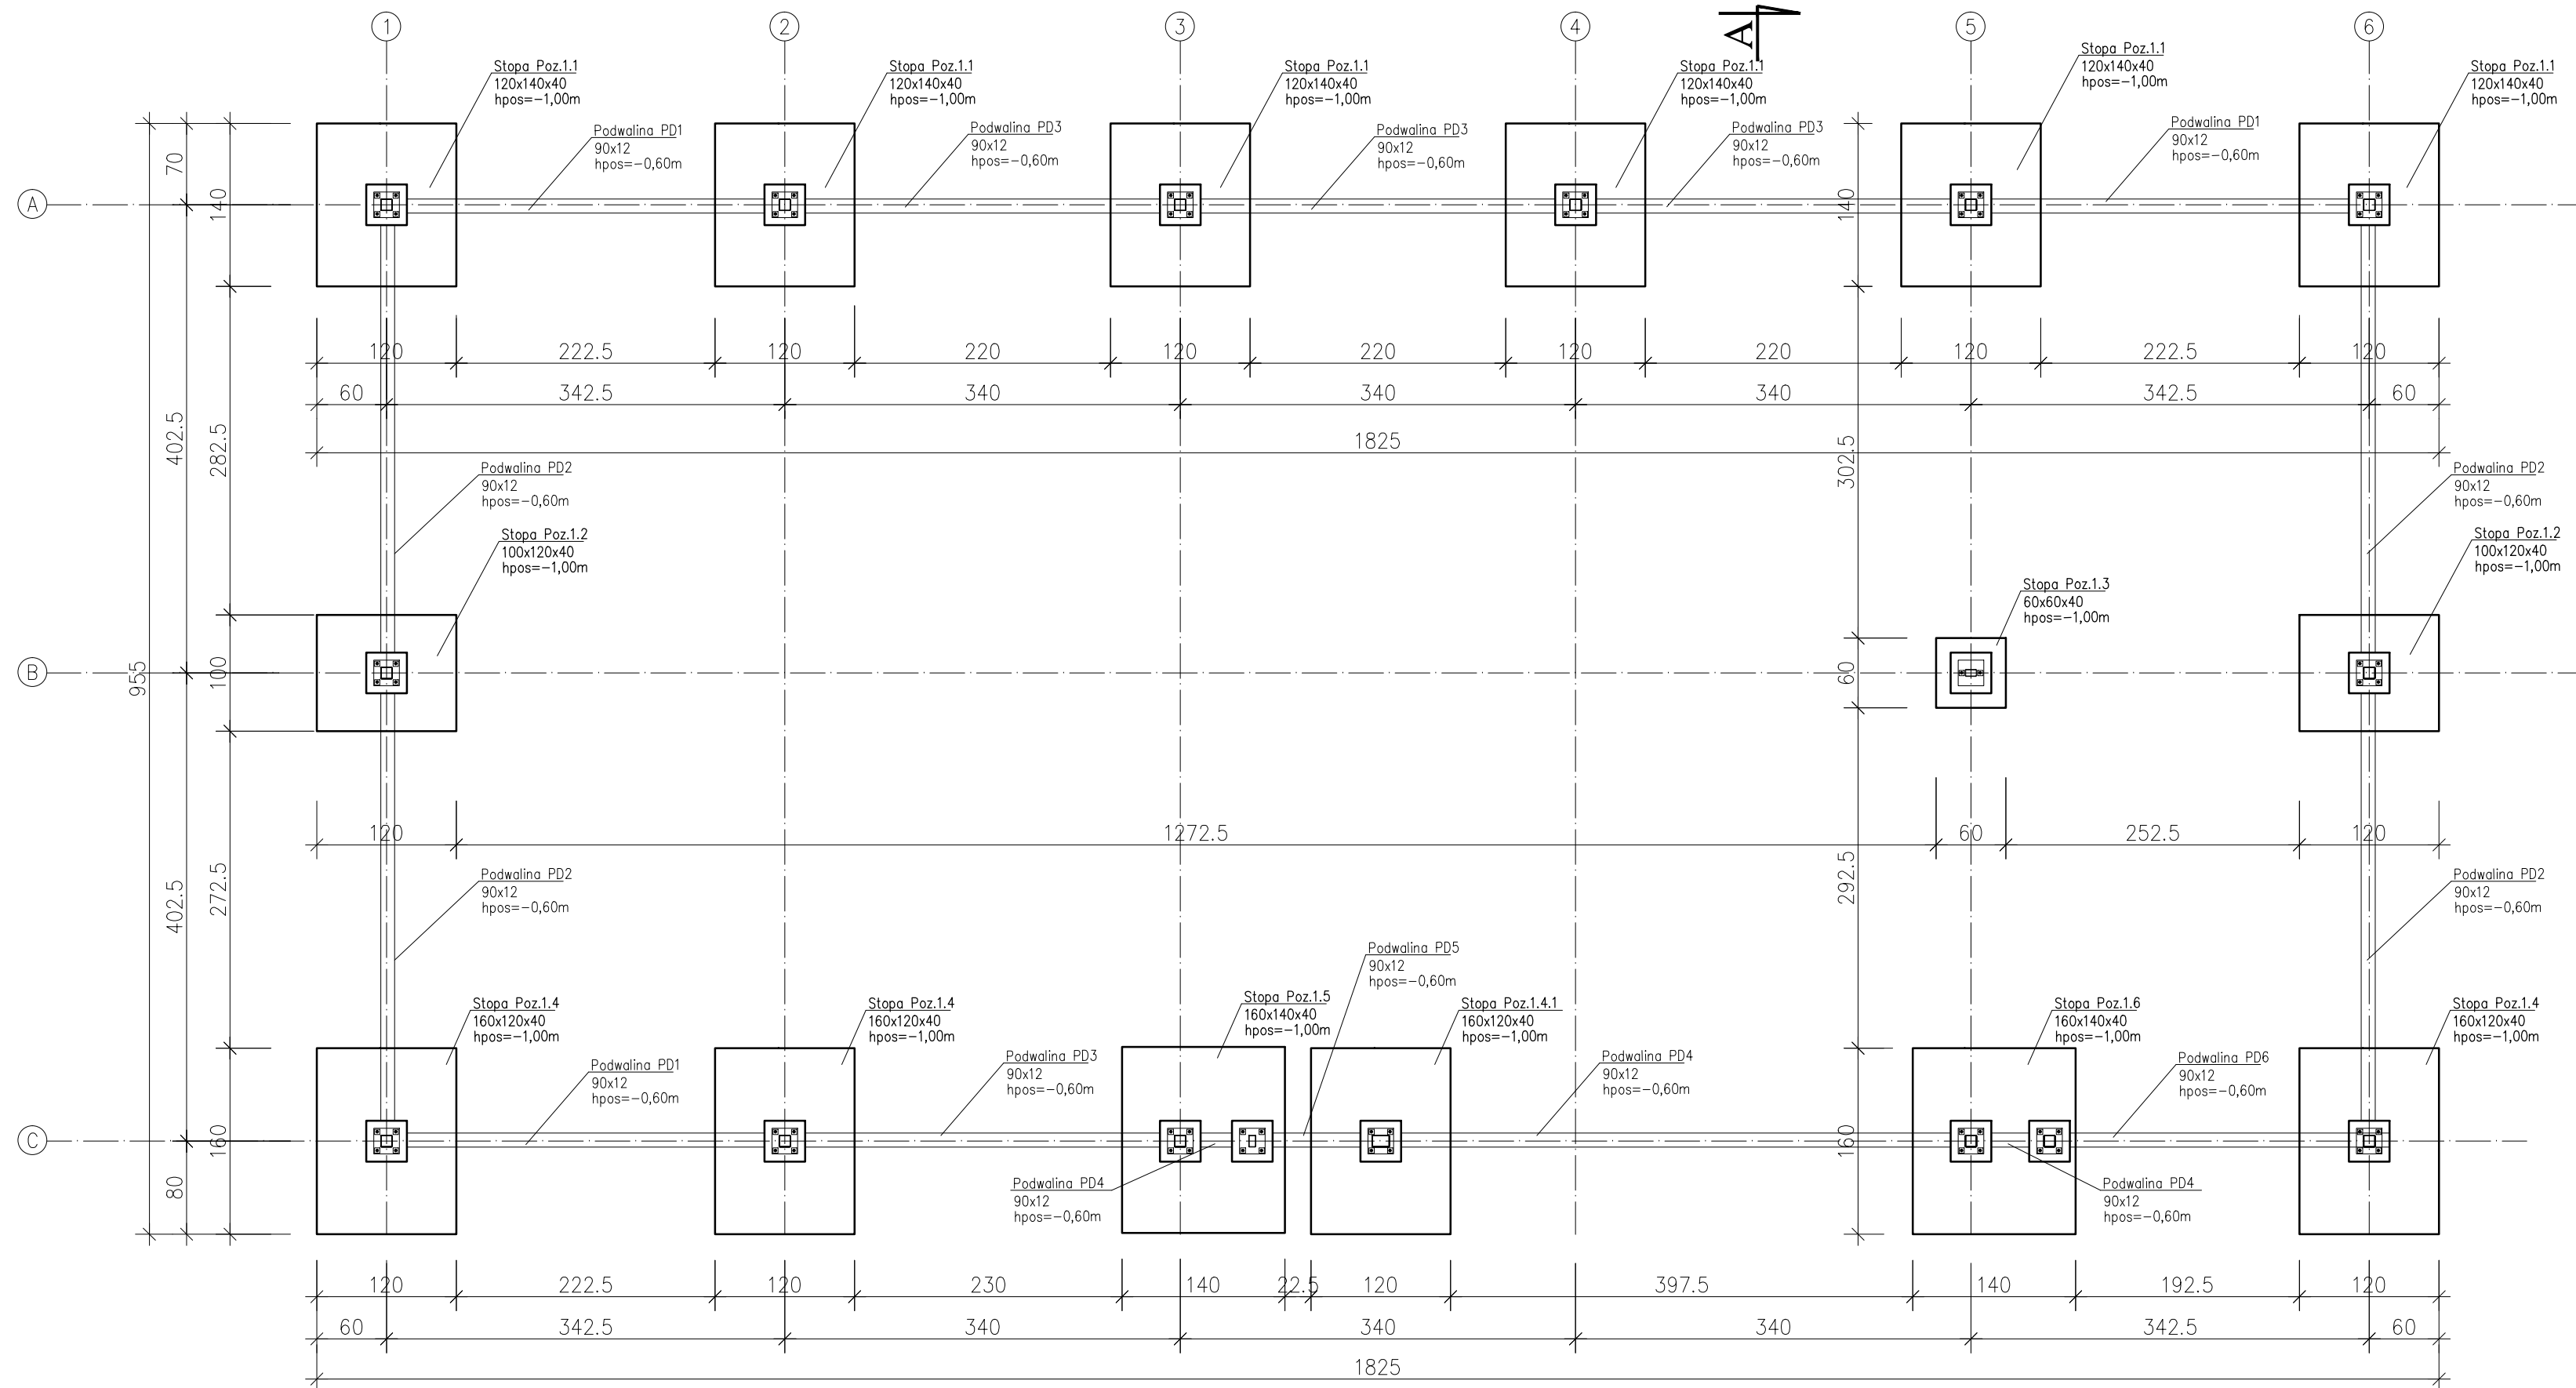 1
2
3
4
A
5
6
Stopa Poz.1.1
120x140x40
hpos=-1,00m
Stopa Poz.1.1
120x140x40
hpos=-1,00m
Stopa Poz.1.1
120x140x40
hpos=-1,00m
Stopa Poz.1.1
120x140x40
hpos=-1,00m
Stopa Poz.1.1
120x140x40
hpos=-1,00m
Stopa Poz.1.1
120x140x40
hpos=-1,00m
Podwalina PD1
90x12
hpos=-0,60m
Podwalina PD3
90x12
hpos=-0,60m
Podwalina PD3
90x12
hpos=-0,60m
Podwalina PD3
90x12
hpos=-0,60m
Podwalina PD1
90x12
hpos=-0,60m
70
A
140
140
120
222.5
120
220
120
220
120
220
120
222.5
120
60
342.5
340
340
340
342.5
60
1825
402.5
282.5
302.5
Podwalina PD2
90x12
hpos=-0,60m
Podwalina PD2
90x12
hpos=-0,60m
Stopa Poz.1.2
100x120x40
hpos=-1,00m
Stopa Poz.1.2
100x120x40
hpos=-1,00m
Stopa Poz.1.3
60x60x40
hpos=-1,00m
B
955
100
60
120
1272.5
60
252.5
120
402.5
272.5
292.5
Podwalina PD2
90x12
hpos=-0,60m
Podwalina PD2
90x12
hpos=-0,60m
Podwalina PD5
90x12
hpos=-0,60m
Stopa Poz.1.4
160x120x40
hpos=-1,00m
Stopa Poz.1.4
160x120x40
hpos=-1,00m
Stopa Poz.1.5
160x140x40
hpos=-1,00m
Stopa Poz.1.4.1
160x120x40
hpos=-1,00m
Stopa Poz.1.6
160x140x40
hpos=-1,00m
Stopa Poz.1.4
160x120x40
hpos=-1,00m
Podwalina PD1
90x12
hpos=-0,60m
Podwalina PD3
90x12
hpos=-0,60m
Podwalina PD4
90x12
hpos=-0,60m
Podwalina PD6
90x12
hpos=-0,60m
C
160
160
80
Podwalina PD4
90x12
hpos=-0,60m
Podwalina PD4
90x12
hpos=-0,60m
120
222.5
120
230
140
22.5
120
397.5
140
192.5
120
60
342.5
340
340
340
342.5
60
1825